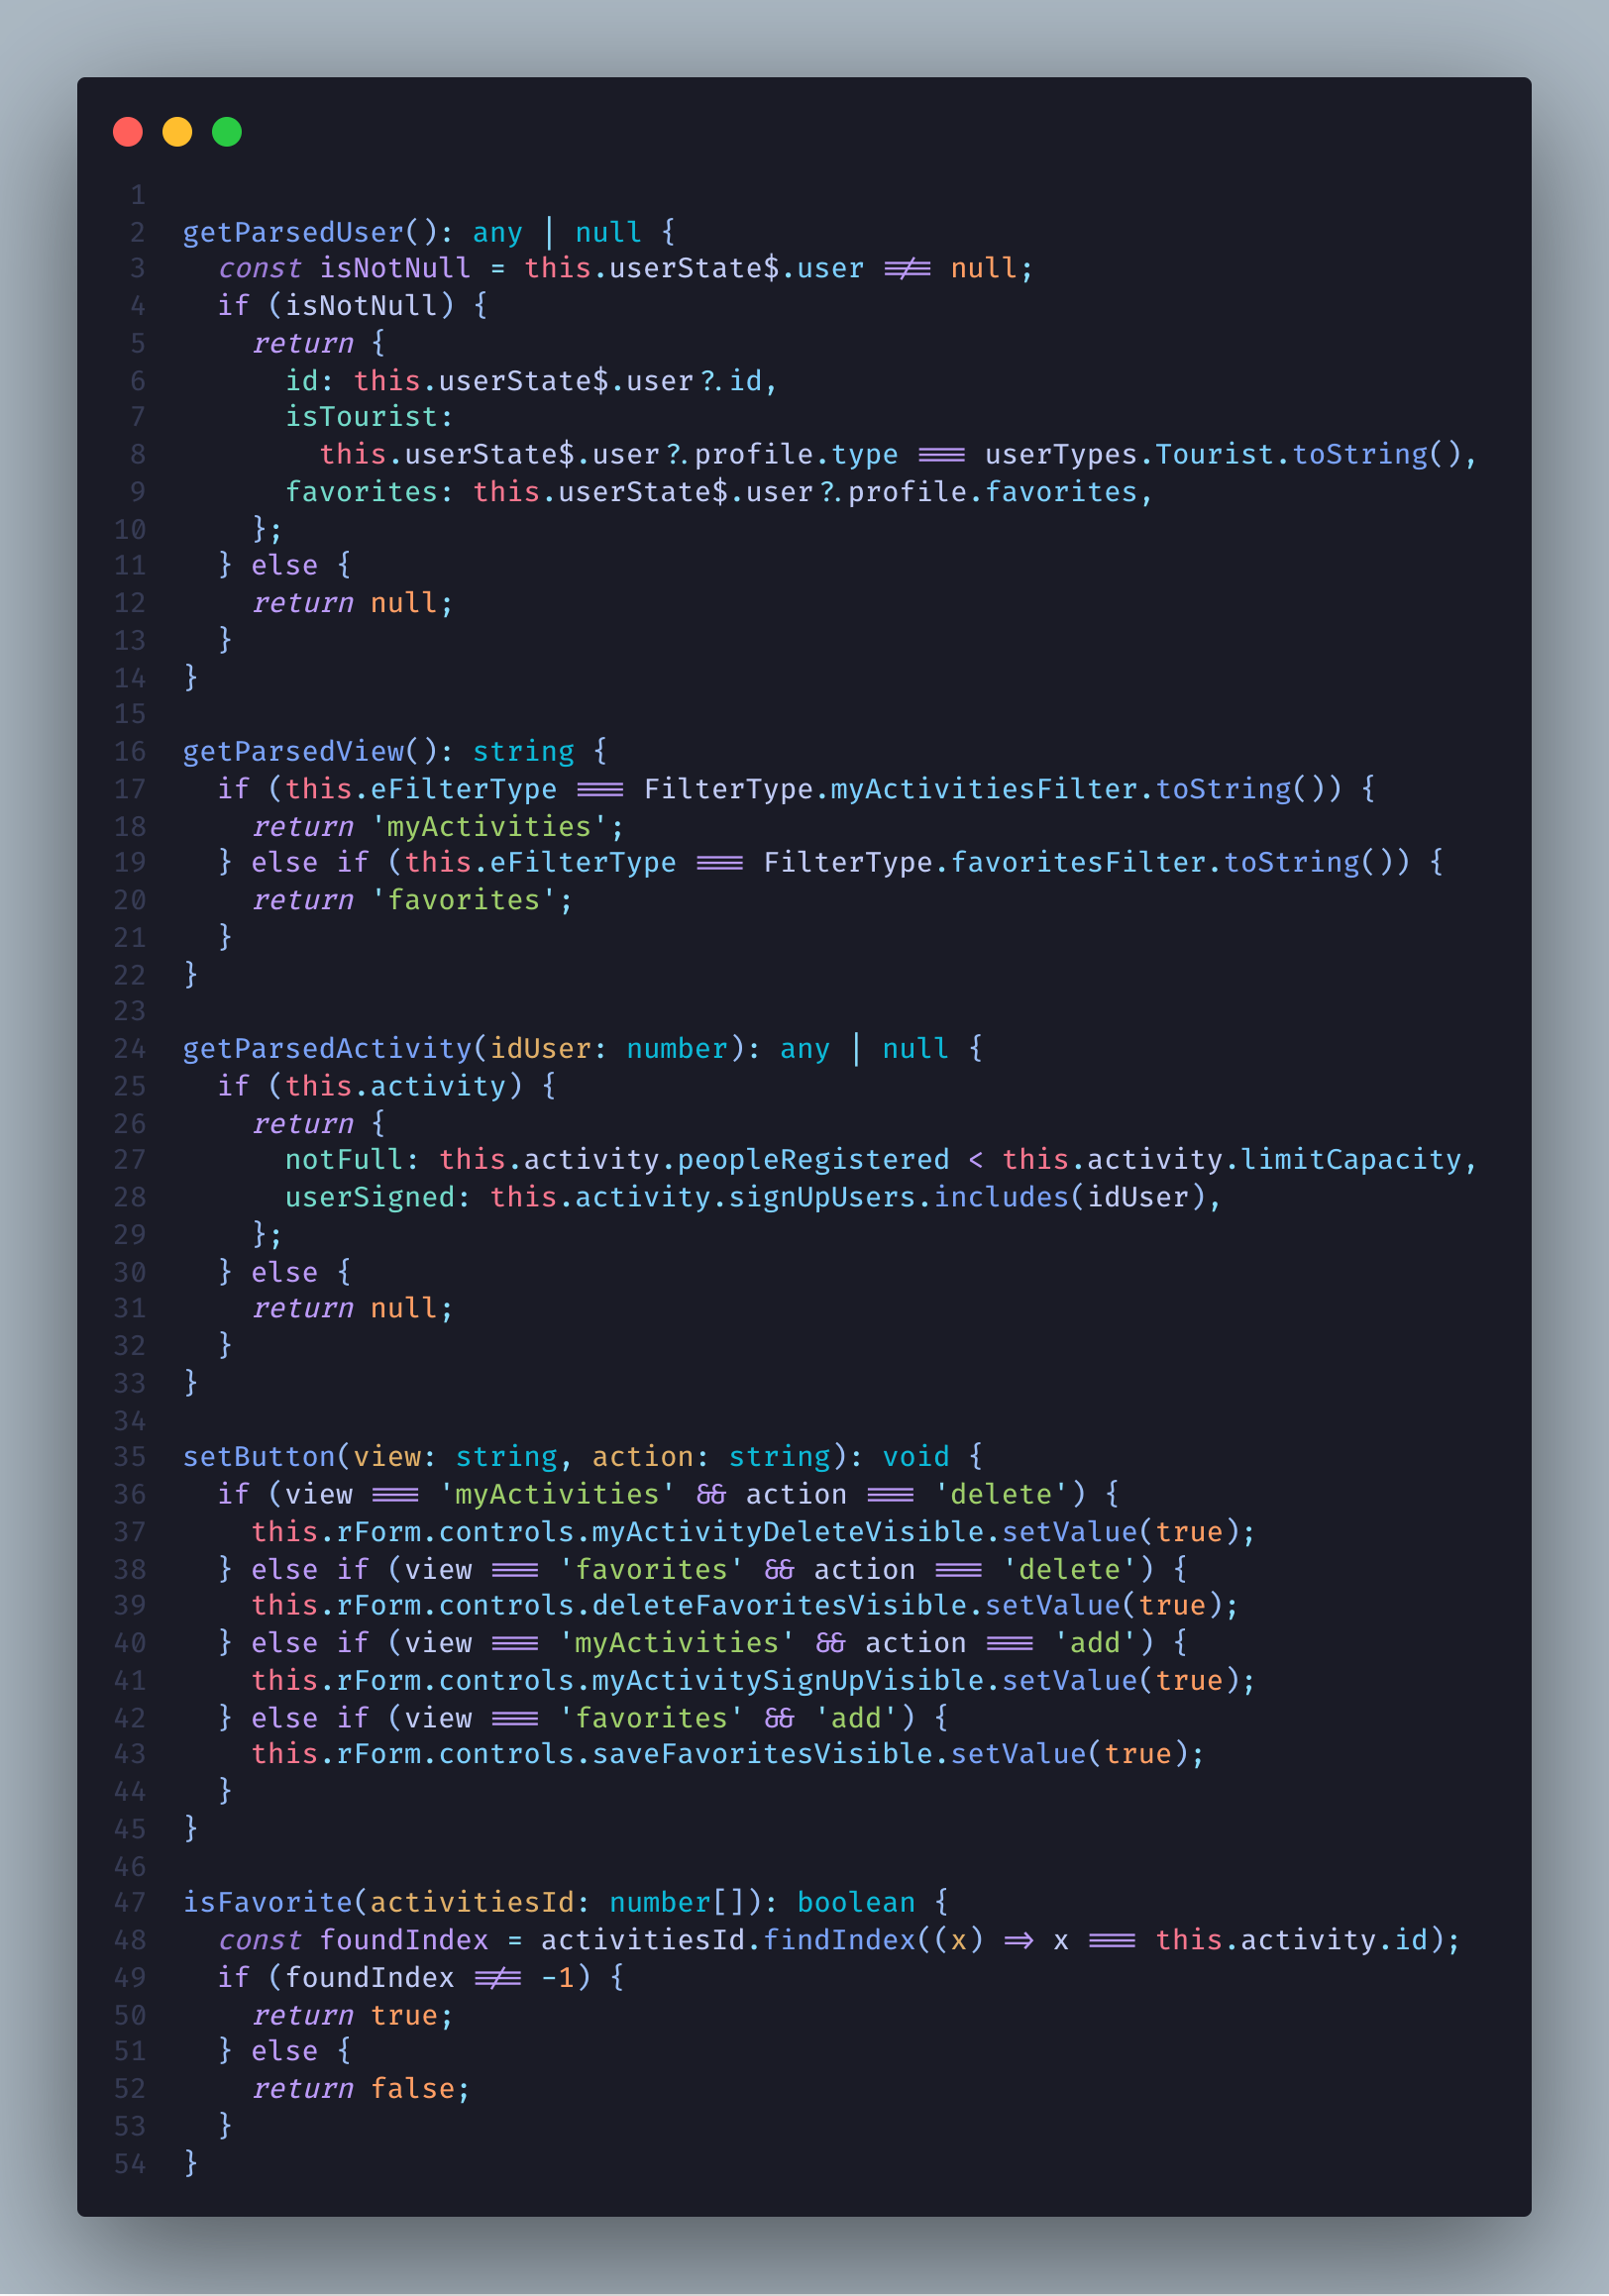 1
2 getParsedUser(): any | null {
3   const isNotNull = this.userState$.user !== null;
4   if (isNotNull) {
5     return {
6       id: this.userState$.user?.id,
7       isTourist:
8         this.userState$.user?.profile.type === userTypes.Tourist.toString(),
9       favorites: this.userState$.user?.profile.favorites,
10     };
11   } else {
12     return null;
13   }
14 }
15
16 getParsedView(): string {
17   if (this.eFilterType === FilterType.myActivitiesFilter.toString()) {
18     return 'myActivities';
19   } else if (this.eFilterType === FilterType.favoritesFilter.toString()) {
20     return 'favorites';
21   }
22 }
23
24 getParsedActivity(idUser: number): any | null {
25   if (this.activity) {
26     return {
27       notFull: this.activity.peopleRegistered < this.activity.limitCapacity,
28       userSigned: this.activity.signUpUsers.includes(idUser),
29     };
30   } else {
31     return null;
32   }
33 }
34
35 setButton(view: string, action: string): void {
36   if (view === 'myActivities' && action === 'delete') {
37     this.rForm.controls.myActivityDeleteVisible.setValue(true);
38   } else if (view === 'favorites' && action === 'delete') {
39     this.rForm.controls.deleteFavoritesVisible.setValue(true);
40   } else if (view === 'myActivities' && action === 'add') {
41     this.rForm.controls.myActivitySignUpVisible.setValue(true);
42   } else if (view === 'favorites' && 'add') {
43     this.rForm.controls.saveFavoritesVisible.setValue(true);
44   }
45 }
46
47 isFavorite(activitiesId: number[]): boolean {
48   const foundIndex = activitiesId.findIndex((x) => x === this.activity.id);
49   if (foundIndex !== -1) {
50     return true;
51   } else {
52     return false;
53   }
54 }